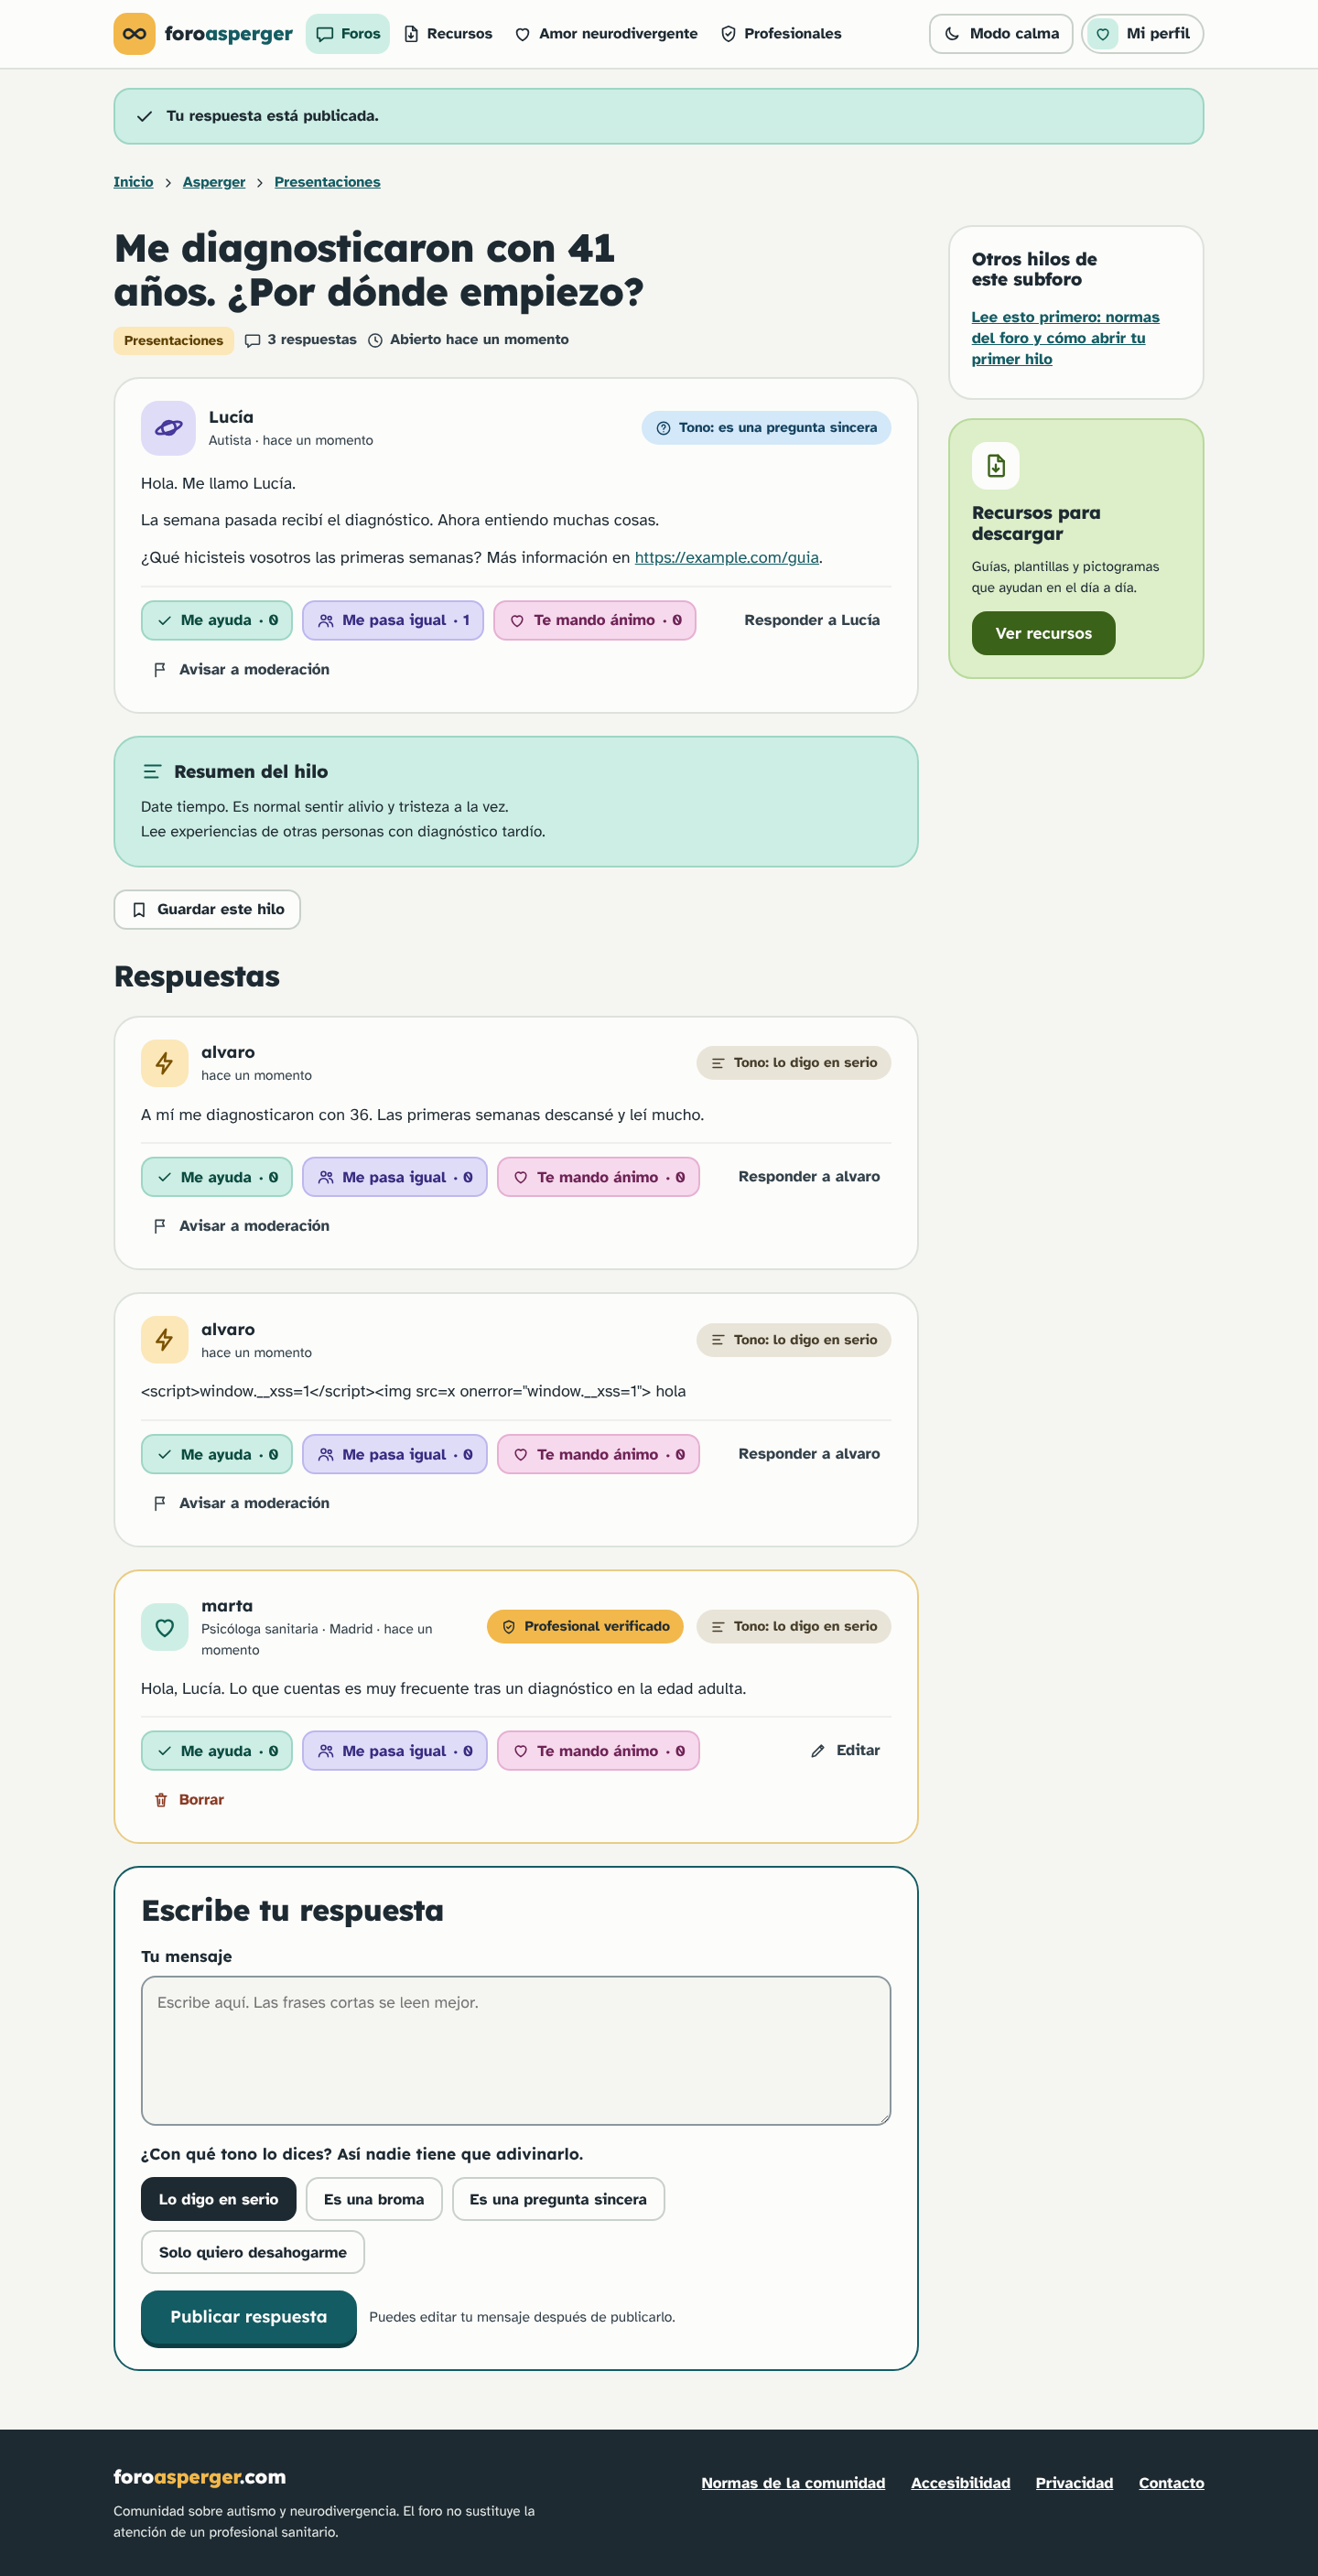 foroasperger
Foros
Recursos
Amor neurodivergente
Profesionales
Modo calma
Mi perfil
Tu respuesta está publicada.
Inicio > Asperger > Presentaciones
Me diagnosticaron con 41
años. ¿Por dónde empiezo?
Presentaciones
3 respuestas
Abierto hace un momento
Lucía
Autista · hace un momento
Tono: es una pregunta sincera
Hola. Me llamo Lucía.
La semana pasada recibí el diagnóstico. Ahora entiendo muchas cosas.
¿Qué hicisteis vosotros las primeras semanas? Más información en https://example.com/guia.
Me ayuda · 0
Me pasa igual · 1
Te mando ánimo · 0
Responder a Lucía
Avisar a moderación
Resumen del hilo
Date tiempo. Es normal sentir alivio y tristeza a la vez.
Lee experiencias de otras personas con diagnóstico tardío.
Guardar este hilo
Respuestas
alvaro
hace un momento
Tono: lo digo en serio
A mí me diagnosticaron con 36. Las primeras semanas descansé y leí mucho.
Me ayuda · 0
Me pasa igual · 0
Te mando ánimo · 0
Responder a alvaro
Avisar a moderación
alvaro
hace un momento
Tono: lo digo en serio
<script>window.__xss=1</script><img src=x onerror="window.__xss=1"> hola
Me ayuda · 0
Me pasa igual · 0
Te mando ánimo · 0
Responder a alvaro
Avisar a moderación
marta
Psicóloga sanitaria · Madrid · hace un
momento
Profesional verificado
Tono: lo digo en serio
Hola, Lucía. Lo que cuentas es muy frecuente tras un diagnóstico en la edad adulta.
Me ayuda · 0
Me pasa igual · 0
Te mando ánimo · 0
Editar
Borrar
Escribe tu respuesta
Tu mensaje
Escribe aquí. Las frases cortas se leen mejor.
¿Con qué tono lo dices? Así nadie tiene que adivinarlo.
Lo digo en serio
Es una broma
Es una pregunta sincera
Solo quiero desahogarme
Publicar respuesta
Puedes editar tu mensaje después de publicarlo.
Otros hilos de
este subforo
Lee esto primero: normas
del foro y cómo abrir tu
primer hilo
Recursos para
descargar
Guías, plantillas y pictogramas
que ayudan en el día a día.
Ver recursos
foroasperger.com
Comunidad sobre autismo y neurodivergencia. El foro no sustituye la
atención de un profesional sanitario.
Normas de la comunidad
Accesibilidad
Privacidad
Contacto